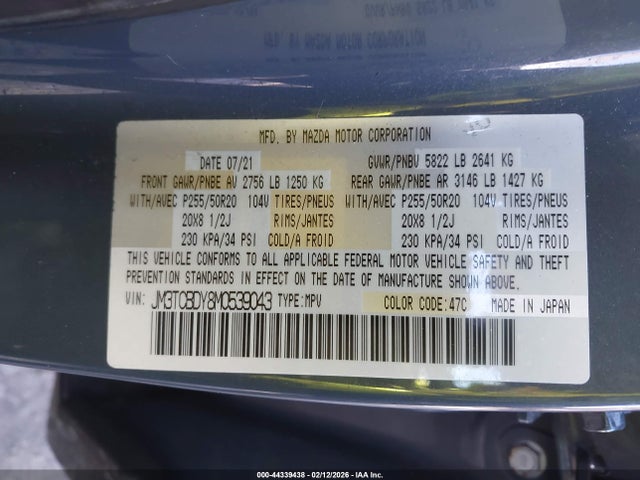 MFD. BY MAZDA MOTOR CORPORATION
DATE 07/21 GVWR/PNBV 5822 LB 2641 KG
FRONT GAWR/PNBE AV 2756 LB 1250 KG REAR GAWR/PNBE AR 3146 LB 1427 KG
WITH/AVEC P255/50R20 104V TIRES/PNEUS WITH/AVEC P255/50R20 104V TIRES/PNEUS
20X8 1/2J RIMS/JANTES 20X8 1/2J RIMS/JANTES
230 KPA/34 PSI COLD/A FROID 230 KPA/34 PSI COLD/A FROID
THIS VEHICLE CONFORMS TO ALL APPLICABLE FEDERAL MOTOR VEHICLE SAFETY AND THEFT
PREVENTION STANDARDS IN EFFECT ON THE DATE OF MANUFACTURE SHOWN ABOVE.
VIN: JM3TCBDY8M0539043 TYPE:MPV COLOR CODE:47C MADE IN JAPAN
000-44339438 - 02/12/2026 - IAA Inc.